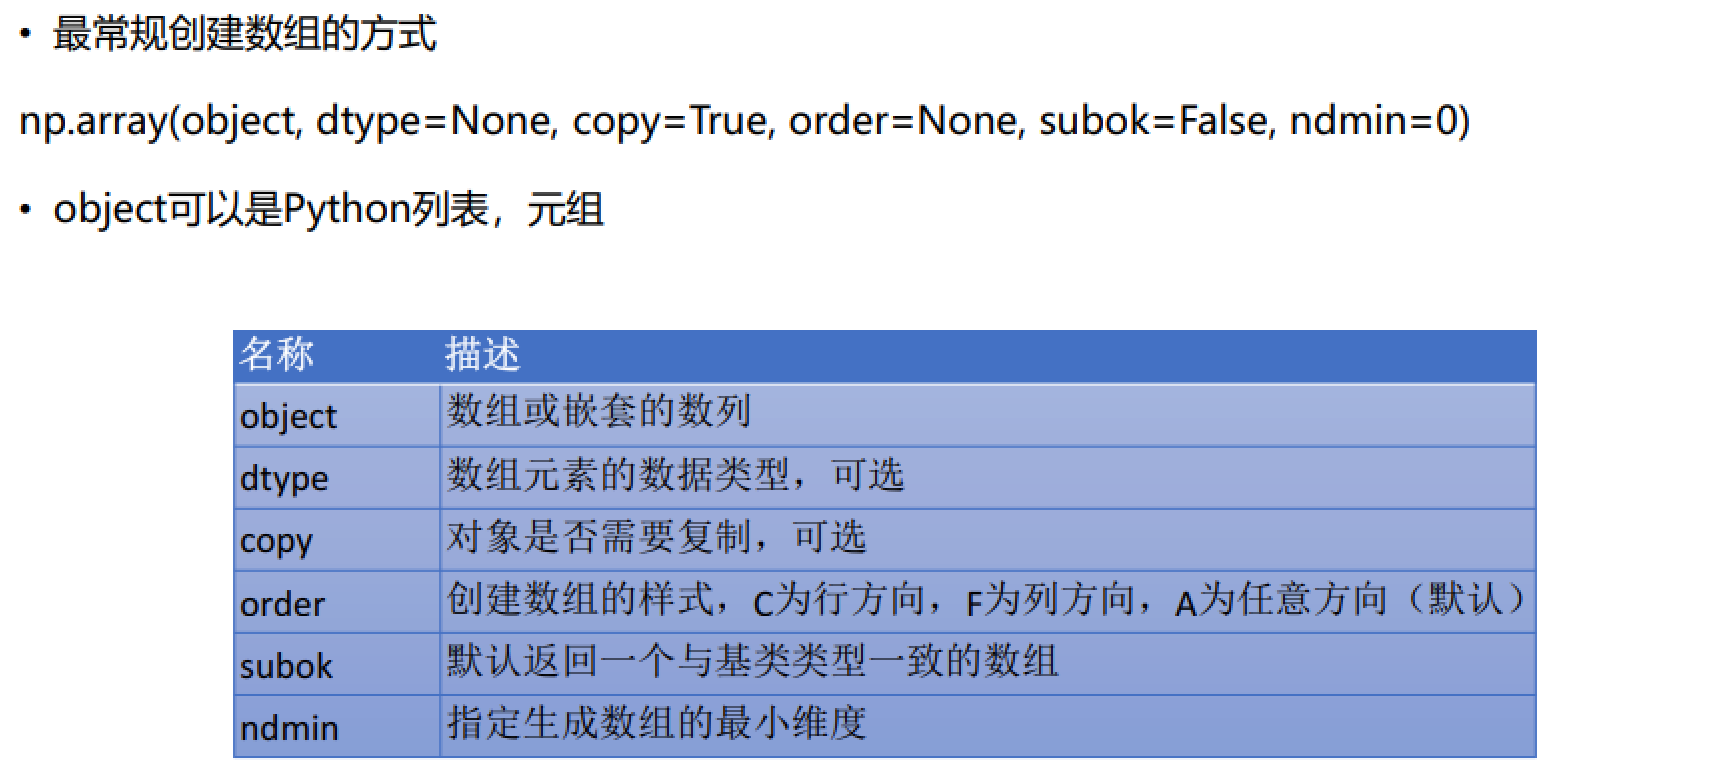 • 最常规创建数组的方式
np.array(object, dtype=None, copy=True, order=None, subok=False, ndmin=0)
• object可以是Python列表，元组
名称 描述
object 数组或嵌套的数列
dtype 数组元素的数据类型，可选
copy 对象是否需要复制，可选
order 创建数组的样式，C为行方向，F为列方向，A为任意方向（默认）
subok 默认返回一个与基类类型一致的数组
ndmin 指定生成数组的最小维度